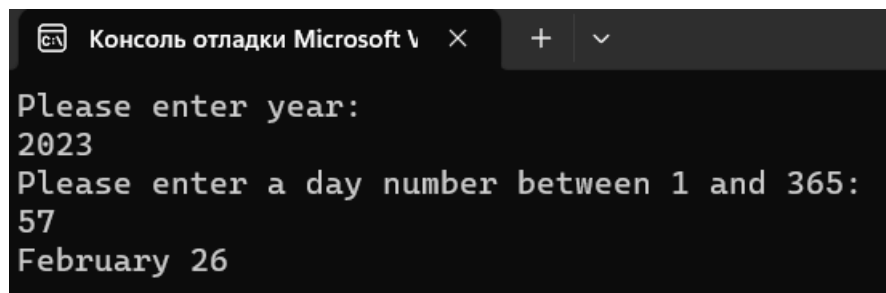 Консоль отладки Microsoft V
Please enter year:
2023
Please enter a day number between 1 and 365:
57
February 26